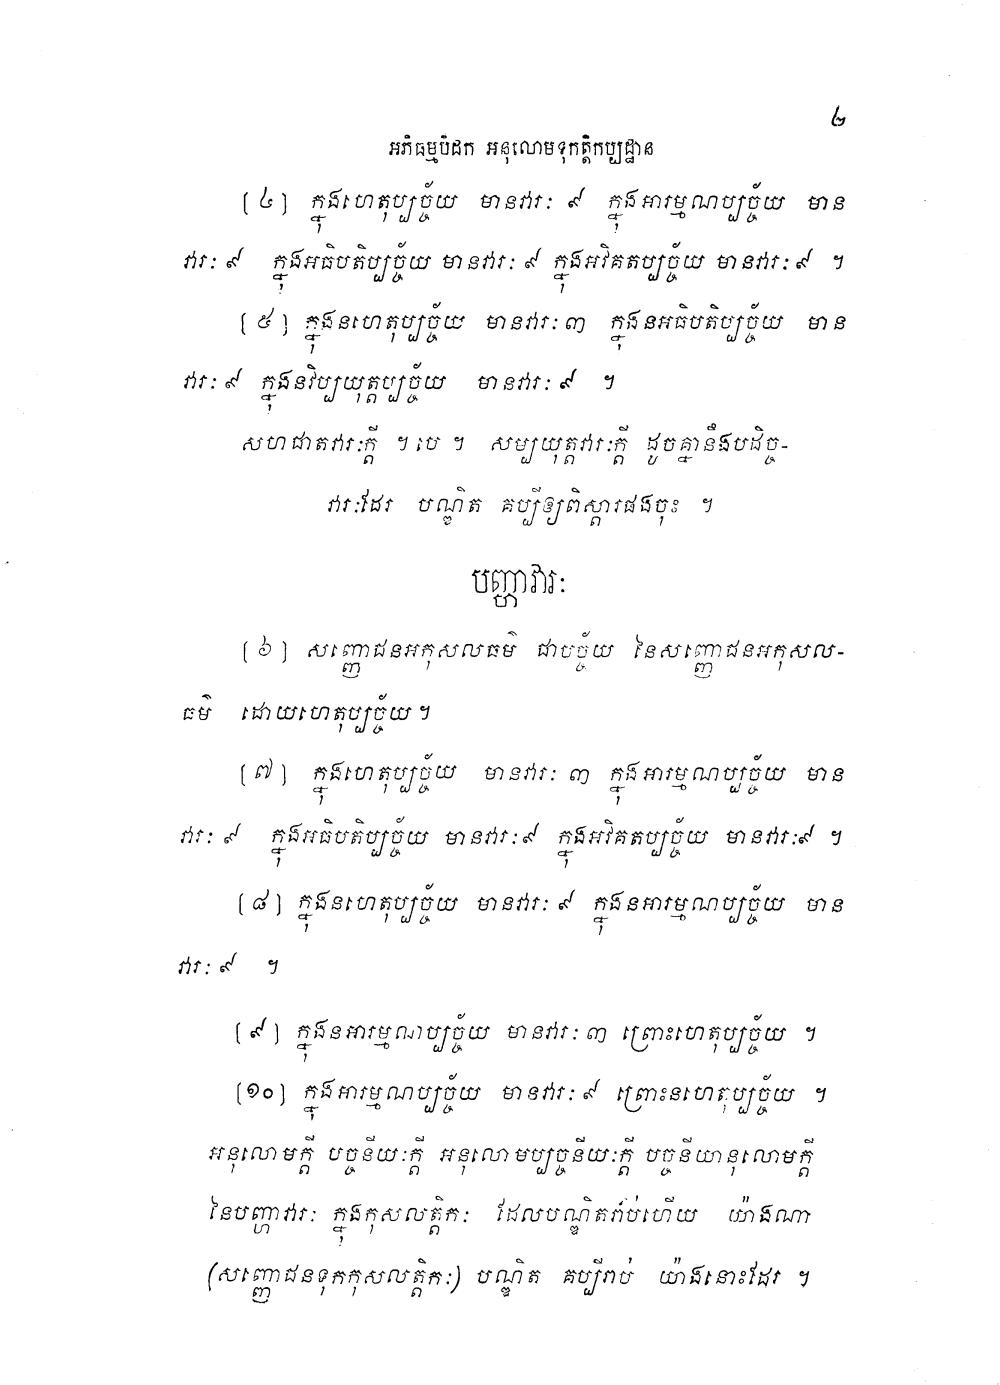 ២
អភិធម្មបិដក អនុលោមទុកត្តិកប្បដ្ឋាន
[៤] ក្នុងហេតុប្បច្ច័យ មានវារៈ ៩ ក្នុងអារម្មណប្បច្ច័យ មាន
វារៈ ៩ ក្នុងអធិបតិប្បច្ច័យ មានវារៈ ៩ ក្នុងអវិគតប្បច្ច័យ មានវារៈ ៩ ។
[៥] ក្នុងនហេតុប្បច្ច័យ មានវារៈ ៣ ក្នុងនអធិបតិប្បច្ច័យ មាន
វារៈ ៩ ក្នុងនវិប្បយុត្តប្បច្ច័យ មានវារៈ ៩ ។
សហជាតវារៈក្តី ។ បេ ។ សម្បយុត្តវារៈក្តី ដូចគ្នានឹងបដិច្ច-
វារៈដែរ បណ្ឌិត គប្បីឲ្យពិស្តារផងចុះ ។
បញ្ហាវារៈ
[៦] សញ្ញោជនអកុសលធម៌ ជាបច្ច័យ នៃសញ្ញោជនអកុសល-
ធម៌ ដោយហេតុប្បច្ច័យ ។
[៧] ក្នុងហេតុប្បច្ច័យ មានវារៈ ៣ ក្នុងអារម្មណប្បច្ច័យ មាន
វារៈ ៩ ក្នុងអធិបតិប្បច្ច័យ មានវារៈ ៩ ក្នុងអវិគតប្បច្ច័យ មានវារៈ ៩ ។
[៨] ក្នុងនហេតុប្បច្ច័យ មានវារៈ ៩ ក្នុងនអារម្មណប្បច្ច័យ មាន
វារៈ ៩ ។
[៩] ក្នុងនអារម្មណប្បច្ច័យ មានវារៈ ៣ ព្រោះហេតុប្បច្ច័យ ។
[១០] ក្នុងអារម្មណប្បច្ច័យ មានវារៈ ៩ ព្រោះនហេតុប្បច្ច័យ ។
អនុលោមក្តី បច្ចនីយៈក្តី អនុលោមប្បច្ចនីយៈក្តី បច្ចនីយានុលោមក្តី
នៃបញ្ហាវារៈ ក្នុងកុសលត្តិកៈ ដែលបណ្ឌិតរាប់ហើយ យ៉ាងណា
(សញ្ញោជនទុកកុសលត្តិកៈ) បណ្ឌិត គប្បីរាប់ យ៉ាងនោះដែរ ។